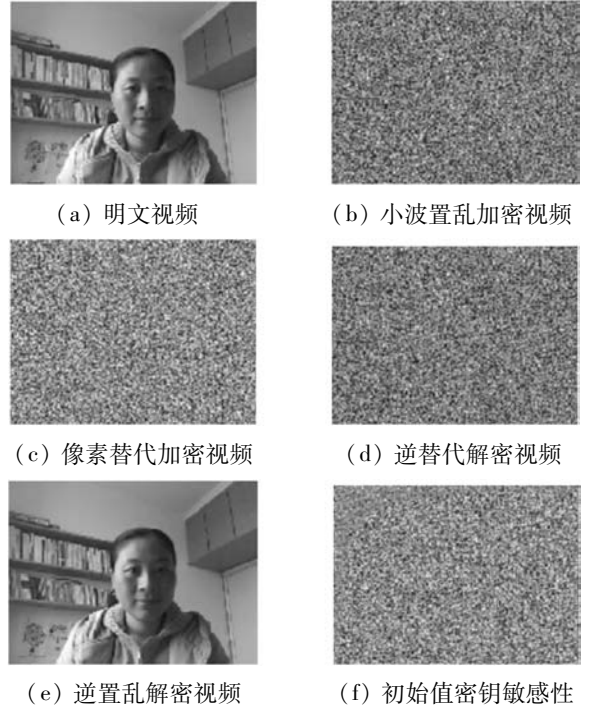 (a) 明文视频
(b) 小波置乱加密视频
(c) 像素替代加密视频
(d) 逆替代解密视频
(e) 逆置乱解密视频
(f) 初始值密钥敏感性